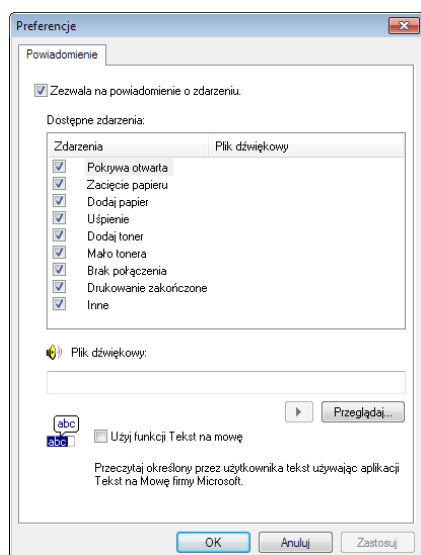 Preferencje
Powiadomienie
Zezwala na powiadomienie o zdarzeniu.
Dostępne zdarzenia:
Zdarzenia Plik dźwiękowy
Pokrywa otwarta
Zacięcie papieru
Dodaj papier
Uśpienie
Dodaj toner
Mało tonera
Brak połączenia
Drukowanie zakończone
Inne
Plik dźwiękowy:
Przeglądaj...
abc
abc
Użyj funkcji Tekst na mowę
Przeczytaj określony przez użytkownika tekst używając aplikacji
Tekst na Mowę firmy Microsoft.
OK Anuluj Zastosuj